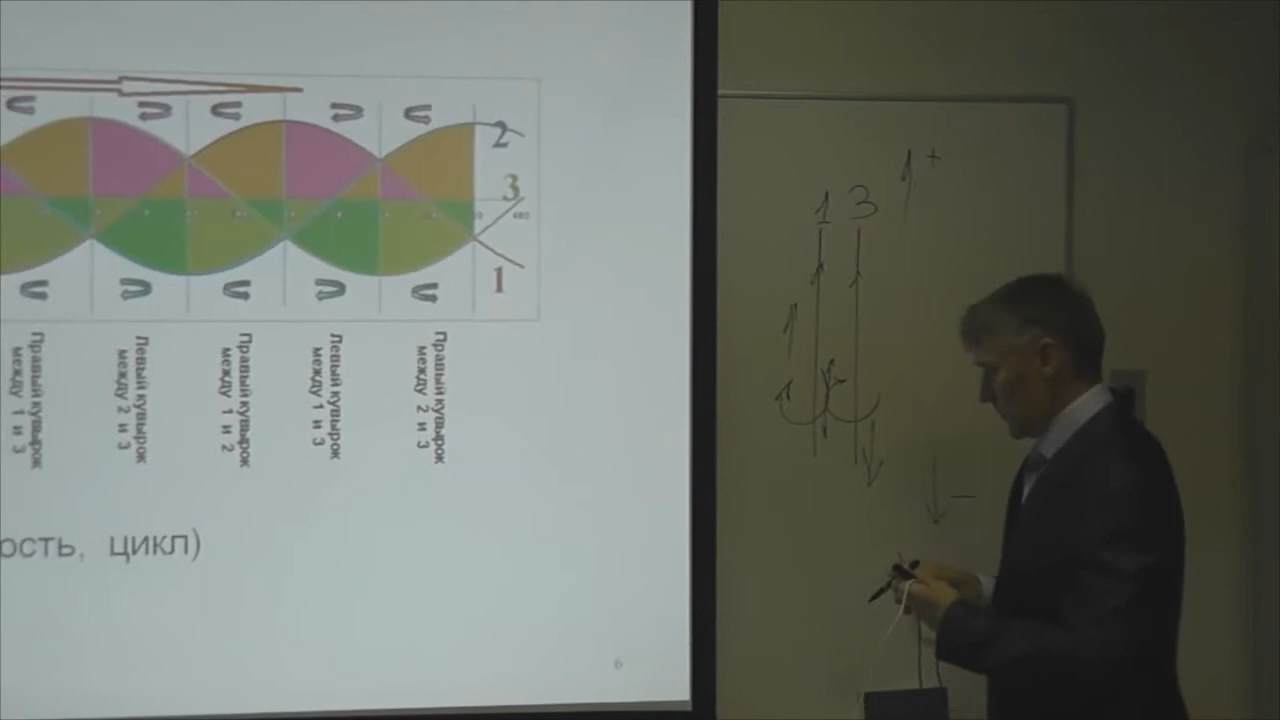 2
3
480
1
Правый кувырок
между 1 и 3
Левый кувырок
между 2 и 3
Правый кувырок
между 1 и 2
Левый кувырок
между 1 и 3
Правый кувырок
между 2 и 3
ость, цикл)
6
1 3
+
−